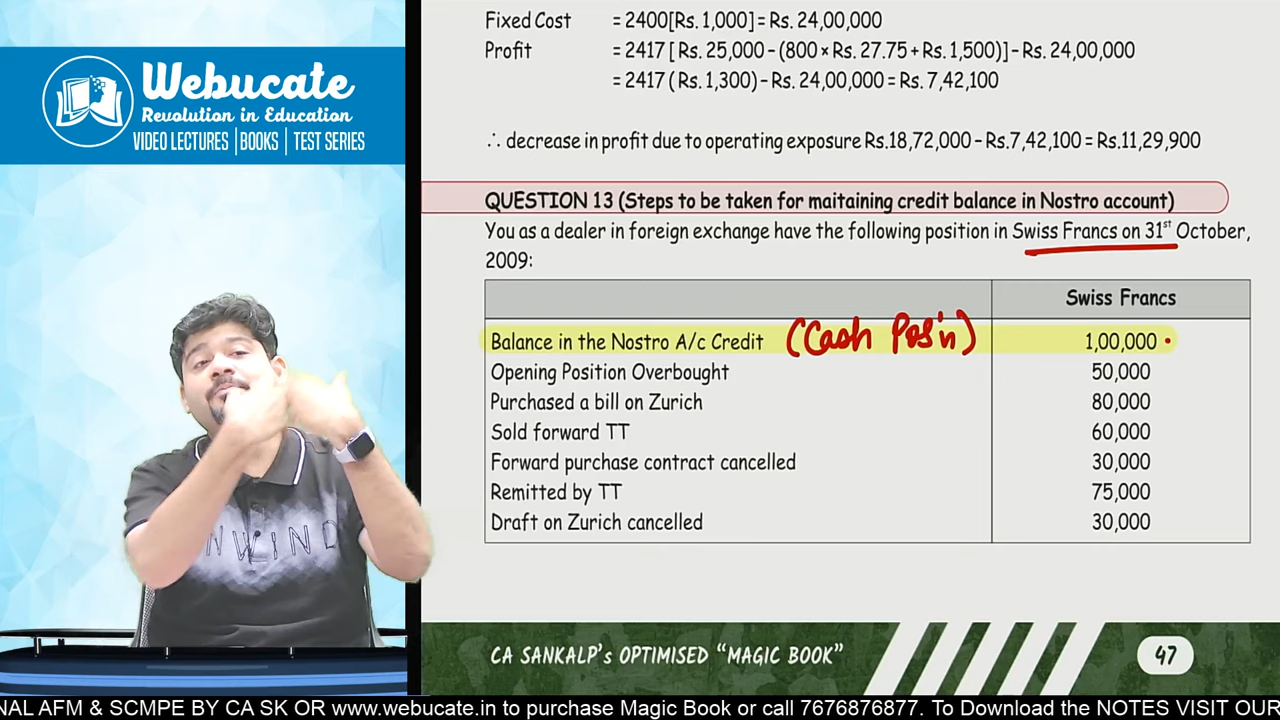 Fixed Cost = 2400[Rs. 1,000] = Rs. 24,00,000
Profit = 2417 [ Rs. 25,000 – (800 × Rs. 27.75 + Rs. 1,500)] – Rs. 24,00,000
= 2417 ( Rs. 1,300) – Rs. 24,00,000 = Rs. 7,42,100
∴ decrease in profit due to operating exposure Rs.18,72,000 – Rs.7,42,100 = Rs.11,29,900
Webucate
Revolution in Education
VIDEO LECTURES | BOOKS | TEST SERIES
QUESTION 13 (Steps to be taken for maitaining credit balance in Nostro account)
You as a dealer in foreign exchange have the following position in Swiss Francs on 31st October,
2009:
Swiss Francs
Balance in the Nostro A/c Credit (Cash Pos'n) 1,00,000
Opening Position Overbought 50,000
Purchased a bill on Zurich 80,000
Sold forward TT 60,000
Forward purchase contract cancelled 30,000
Remitted by TT 75,000
Draft on Zurich cancelled 30,000
UNWIND
CA SANKALP's OPTIMISED "MAGIC BOOK" 47
NAL AFM & SCMPE BY CA SK OR www.webucate.in to purchase Magic Book or call 7676876877. To Download the NOTES VISIT OUR